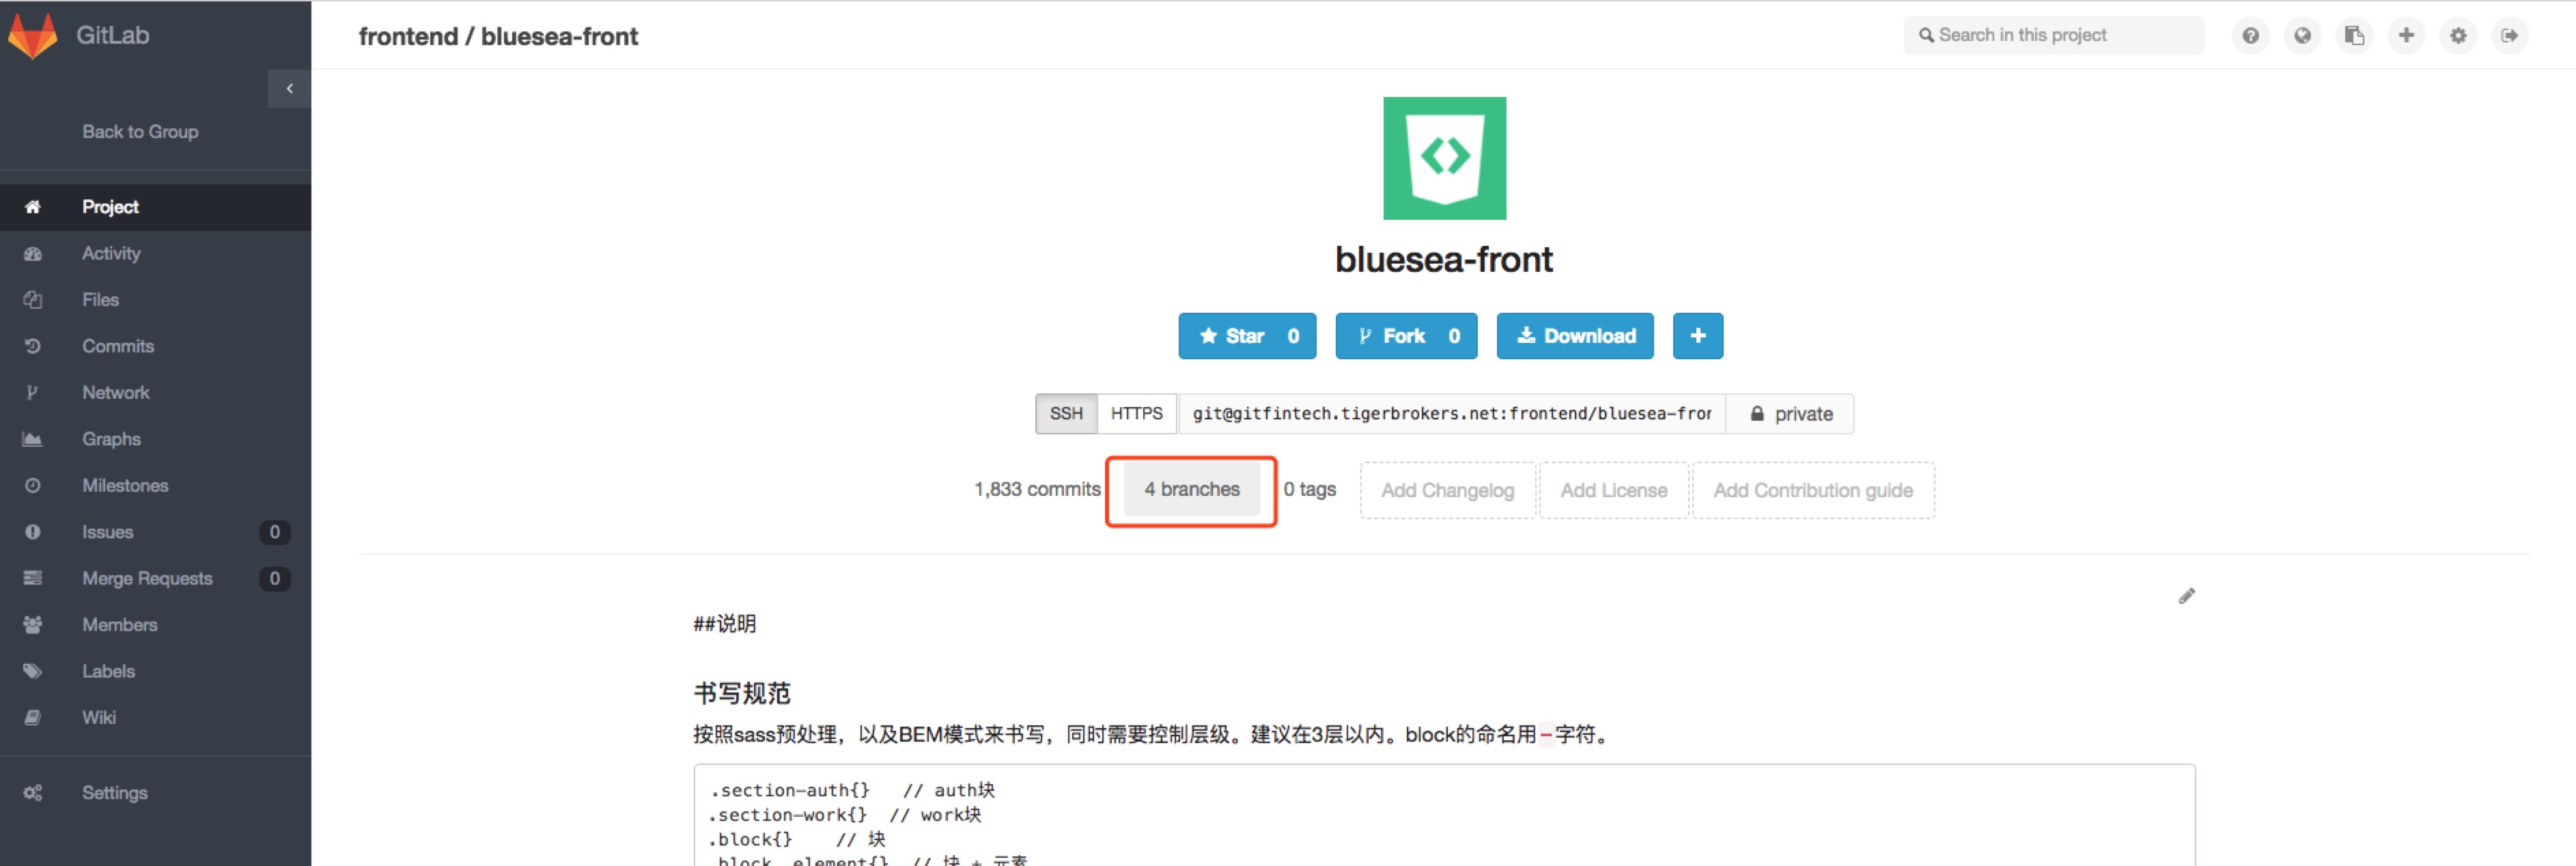 GitLab
frontend / bluesea-front
Search in this project
Back to Group
Project
Activity
Files
Commits
Network
Graphs
Milestones
Issues 0
Merge Requests 0
Members
Labels
Wiki
Settings
bluesea-front
Star 0 Fork 0 Download +
SSH HTTPS git@gitfintech.tigerbrokers.net:frontend/bluesea-fror private
1,833 commits 4 branches 0 tags Add Changelog Add License Add Contribution guide
##说明
书写规范
按照sass预处理，以及BEM模式来书写，同时需要控制层级。建议在3层以内。block的命名用-字符。
.section-auth{} // auth块
.section-work{} // work块
.block{} // 块
.block__element{} // 块 + 元素